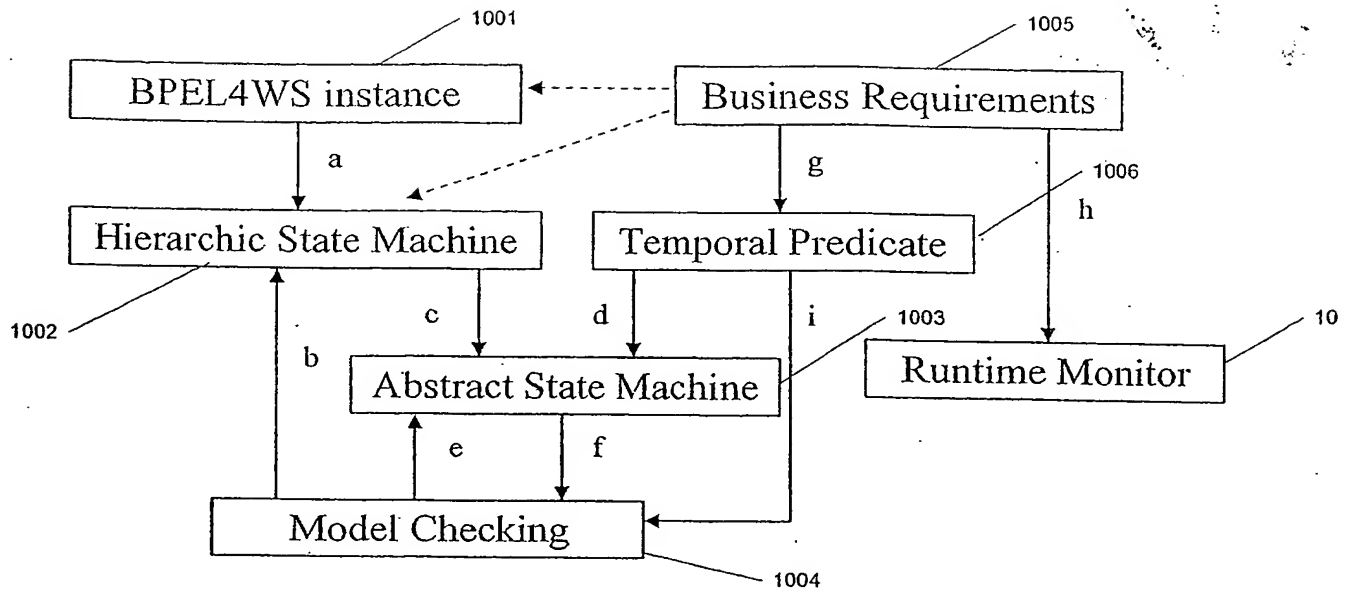 1001
1005
BPEL4WS instance
Business Requirements
a
g
1006
h
Hierarchic State Machine
Temporal Predicate
1002
c
d
i
1003
10
b
Abstract State Machine
Runtime Monitor
e
f
Model Checking
1004